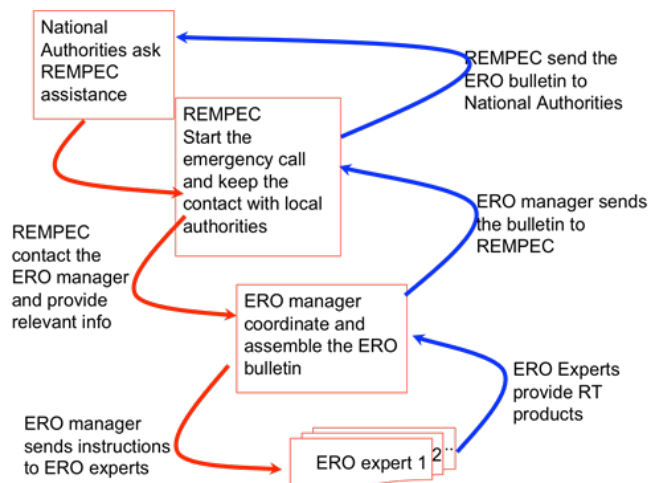 National
Authorities ask
REMPEC
assistance
REMPEC send the
ERO bulletin to
National Authorities
REMPEC
Start the
emergency call
and keep the
contact with local
authorities
ERO manager sends
the bulletin to
REMPEC
REMPEC
contact the
ERO manager
and provide
relevant info
ERO manager
coordinate and
assemble the ERO
bulletin
ERO Experts
provide RT
products
ERO manager
sends instructions
to ERO experts
ERO expert 1
2
...